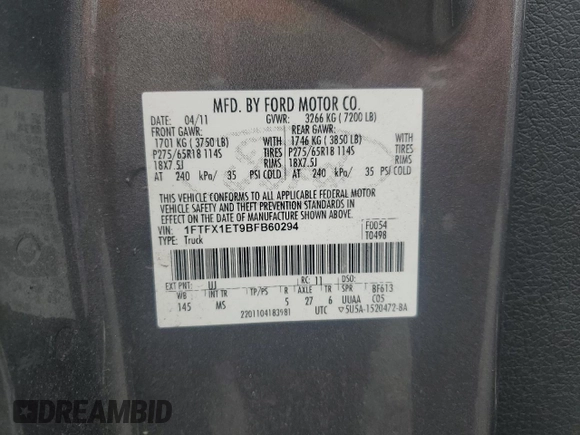 MFD. BY FORD MOTOR CO.
DATE: 04/11 GVWR: 3266 KG (7200 LB)
FRONT GAWR: REAR GAWR:
1701 KG (3750 LB) WITH 1746 KG (3850 LB) WITH
P275/65R18 114S TIRES P275/65R18 114S TIRES
18X7.5J RIMS 18X7.5J RIMS
AT 240 kPa/ 35 PSI COLD AT 240 kPa/ 35 PSI COLD
THIS VEHICLE CONFORMS TO ALL APPLICABLE FEDERAL MOTOR
VEHICLE SAFETY AND THEFT PREVENTION STANDARDS IN
EFFECT ON THE DATE OF MANUFACTURE SHOWN ABOVE.
VIN: 1FTFX1ET9BFB60294 F0054
TYPE: Truck T0498
EXT PNT: UJ RC: 11 DSO:
WB INT TR TP/PS R AXLE TR SPR BF613
145 MS 5 27 6 UUAA C05
2201104183981 UTC ▽5U5A-1520472-BA
DREAMBID